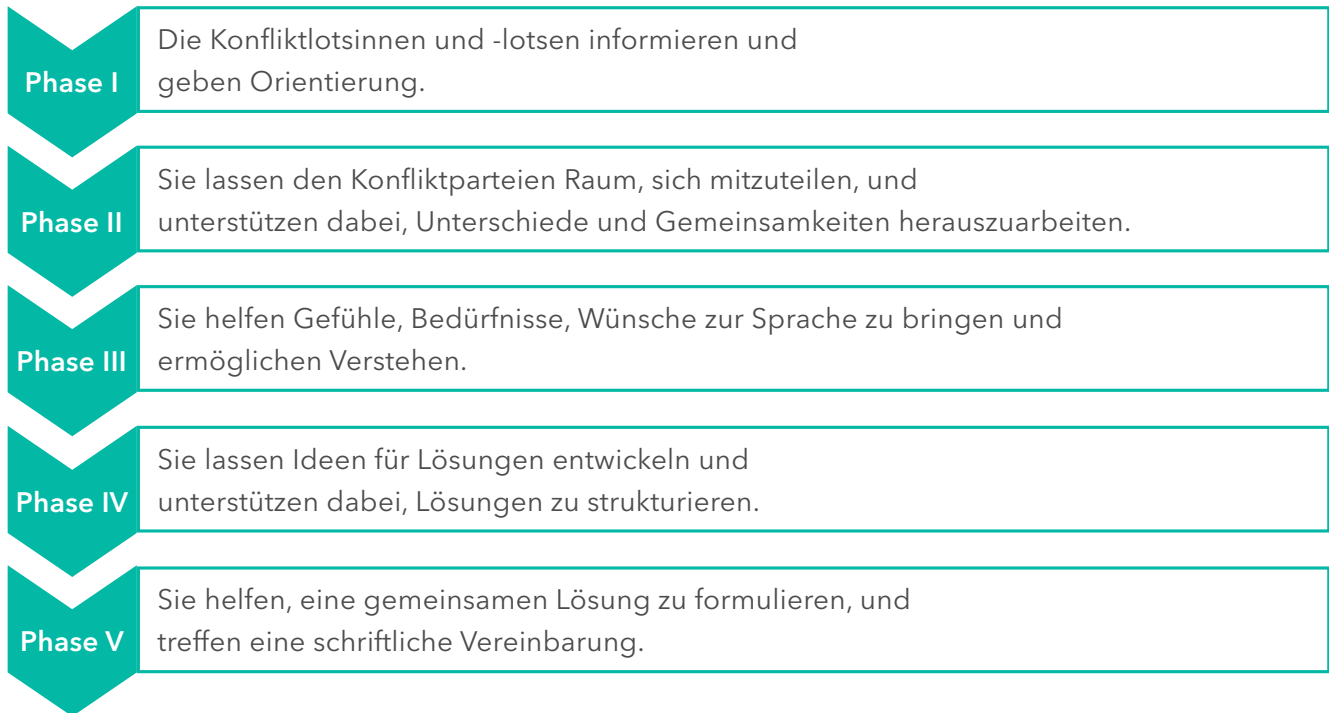 Phase I
Die Konfliktlotsinnen und -lotsen informieren und
geben Orientierung.
Phase II
Sie lassen den Konfliktparteien Raum, sich mitzuteilen, und
unterstützen dabei, Unterschiede und Gemeinsamkeiten herauszuarbeiten.
Phase III
Sie helfen Gefühle, Bedürfnisse, Wünsche zur Sprache zu bringen und
ermöglichen Verstehen.
Phase IV
Sie lassen Ideen für Lösungen entwickeln und
unterstützen dabei, Lösungen zu strukturieren.
Phase V
Sie helfen, eine gemeinsamen Lösung zu formulieren, und
treffen eine schriftliche Vereinbarung.